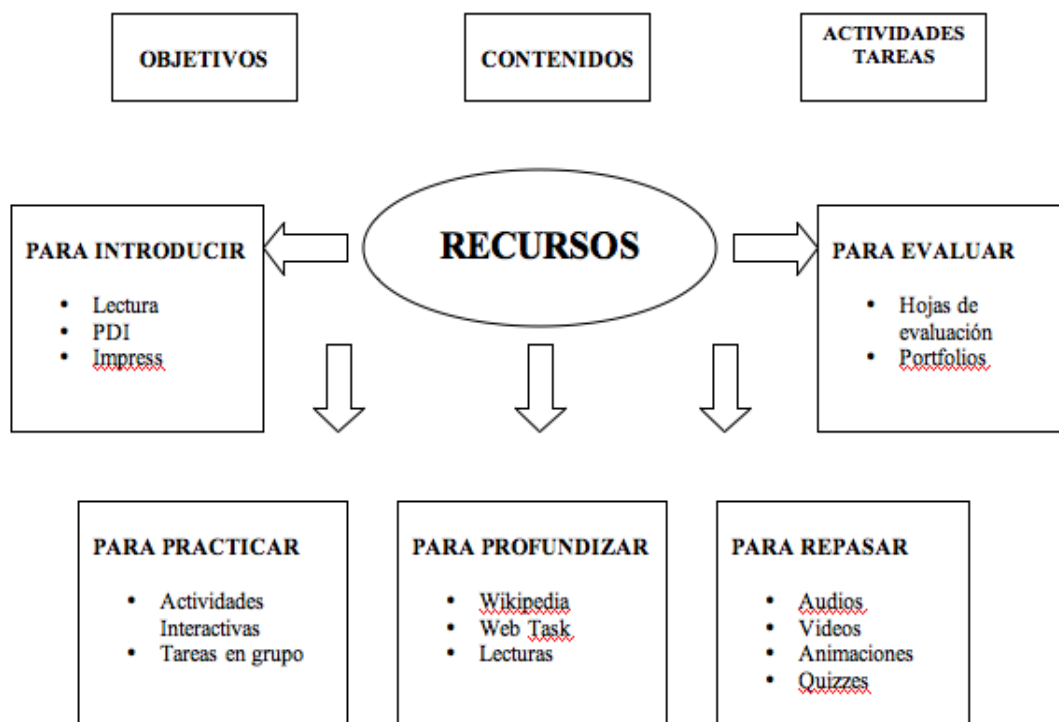 OBJETIVOS
CONTENIDOS
ACTIVIDADES
TAREAS
RECURSOS
PARA INTRODUCIR
• Lectura
• PDI
• Impress
PARA EVALUAR
• Hojas de
evaluación
• Portfolios
PARA PRACTICAR
• Actividades
Interactivas
• Tareas en grupo
PARA PROFUNDIZAR
• Wikipedia
• Web Task
• Lecturas
PARA REPASAR
• Audios
• Videos
• Animaciones
• Quizzes